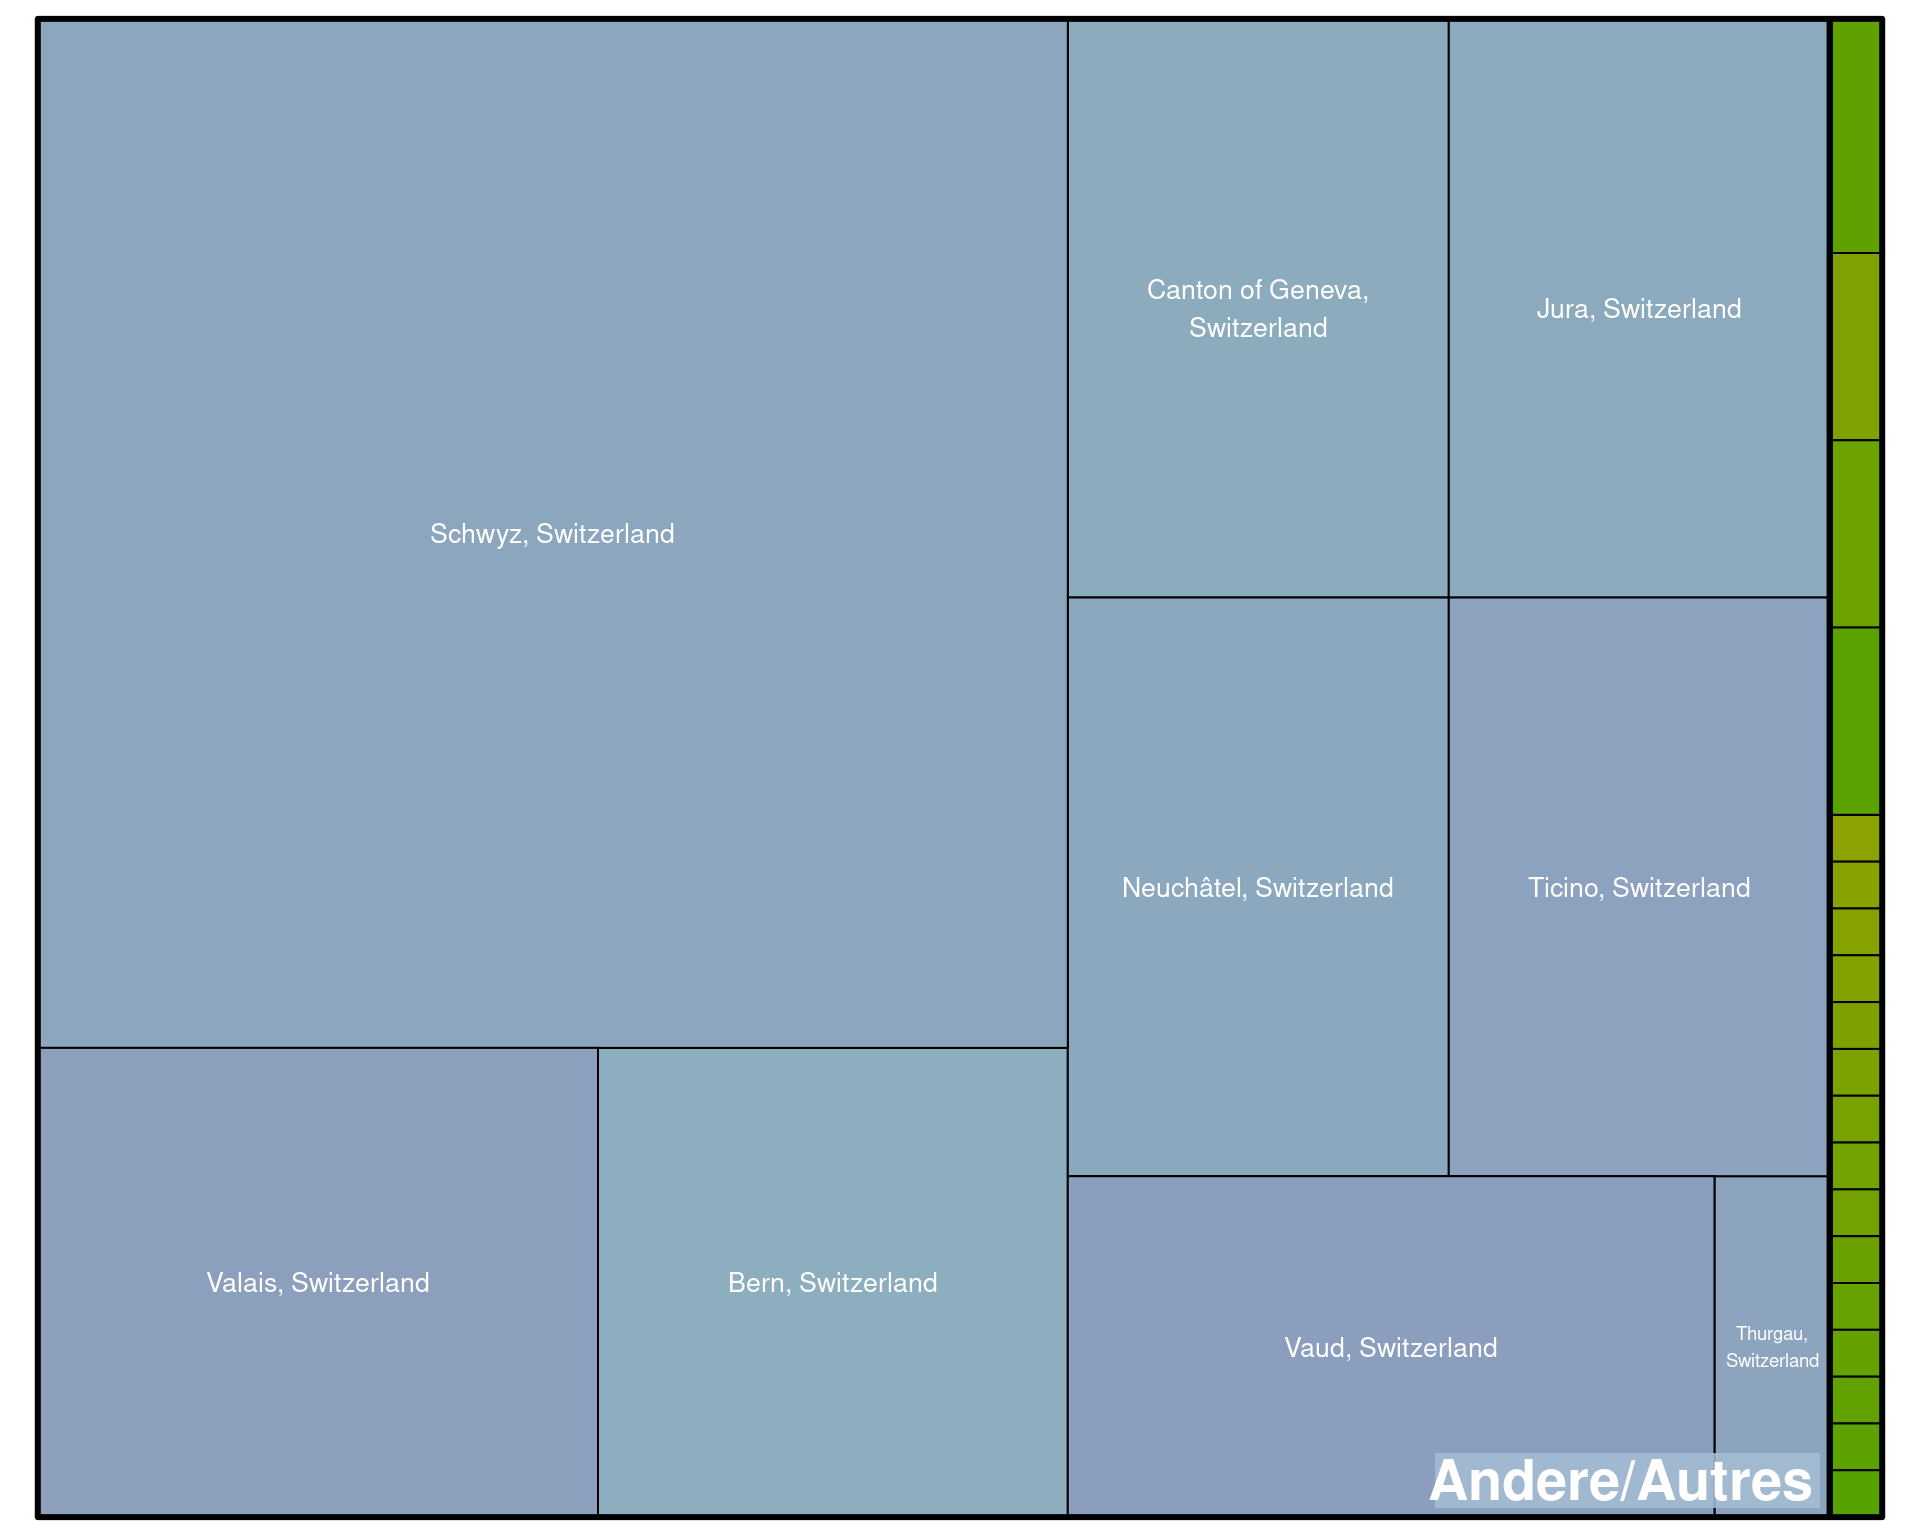 Canton of Geneva,
Switzerland
Jura, Switzerland
Schwyz, Switzerland
Neuchâtel, Switzerland
Ticino, Switzerland
Valais, Switzerland
Bern, Switzerland
Vaud, Switzerland
Thurgau,
Switzerland
Andere/Autres